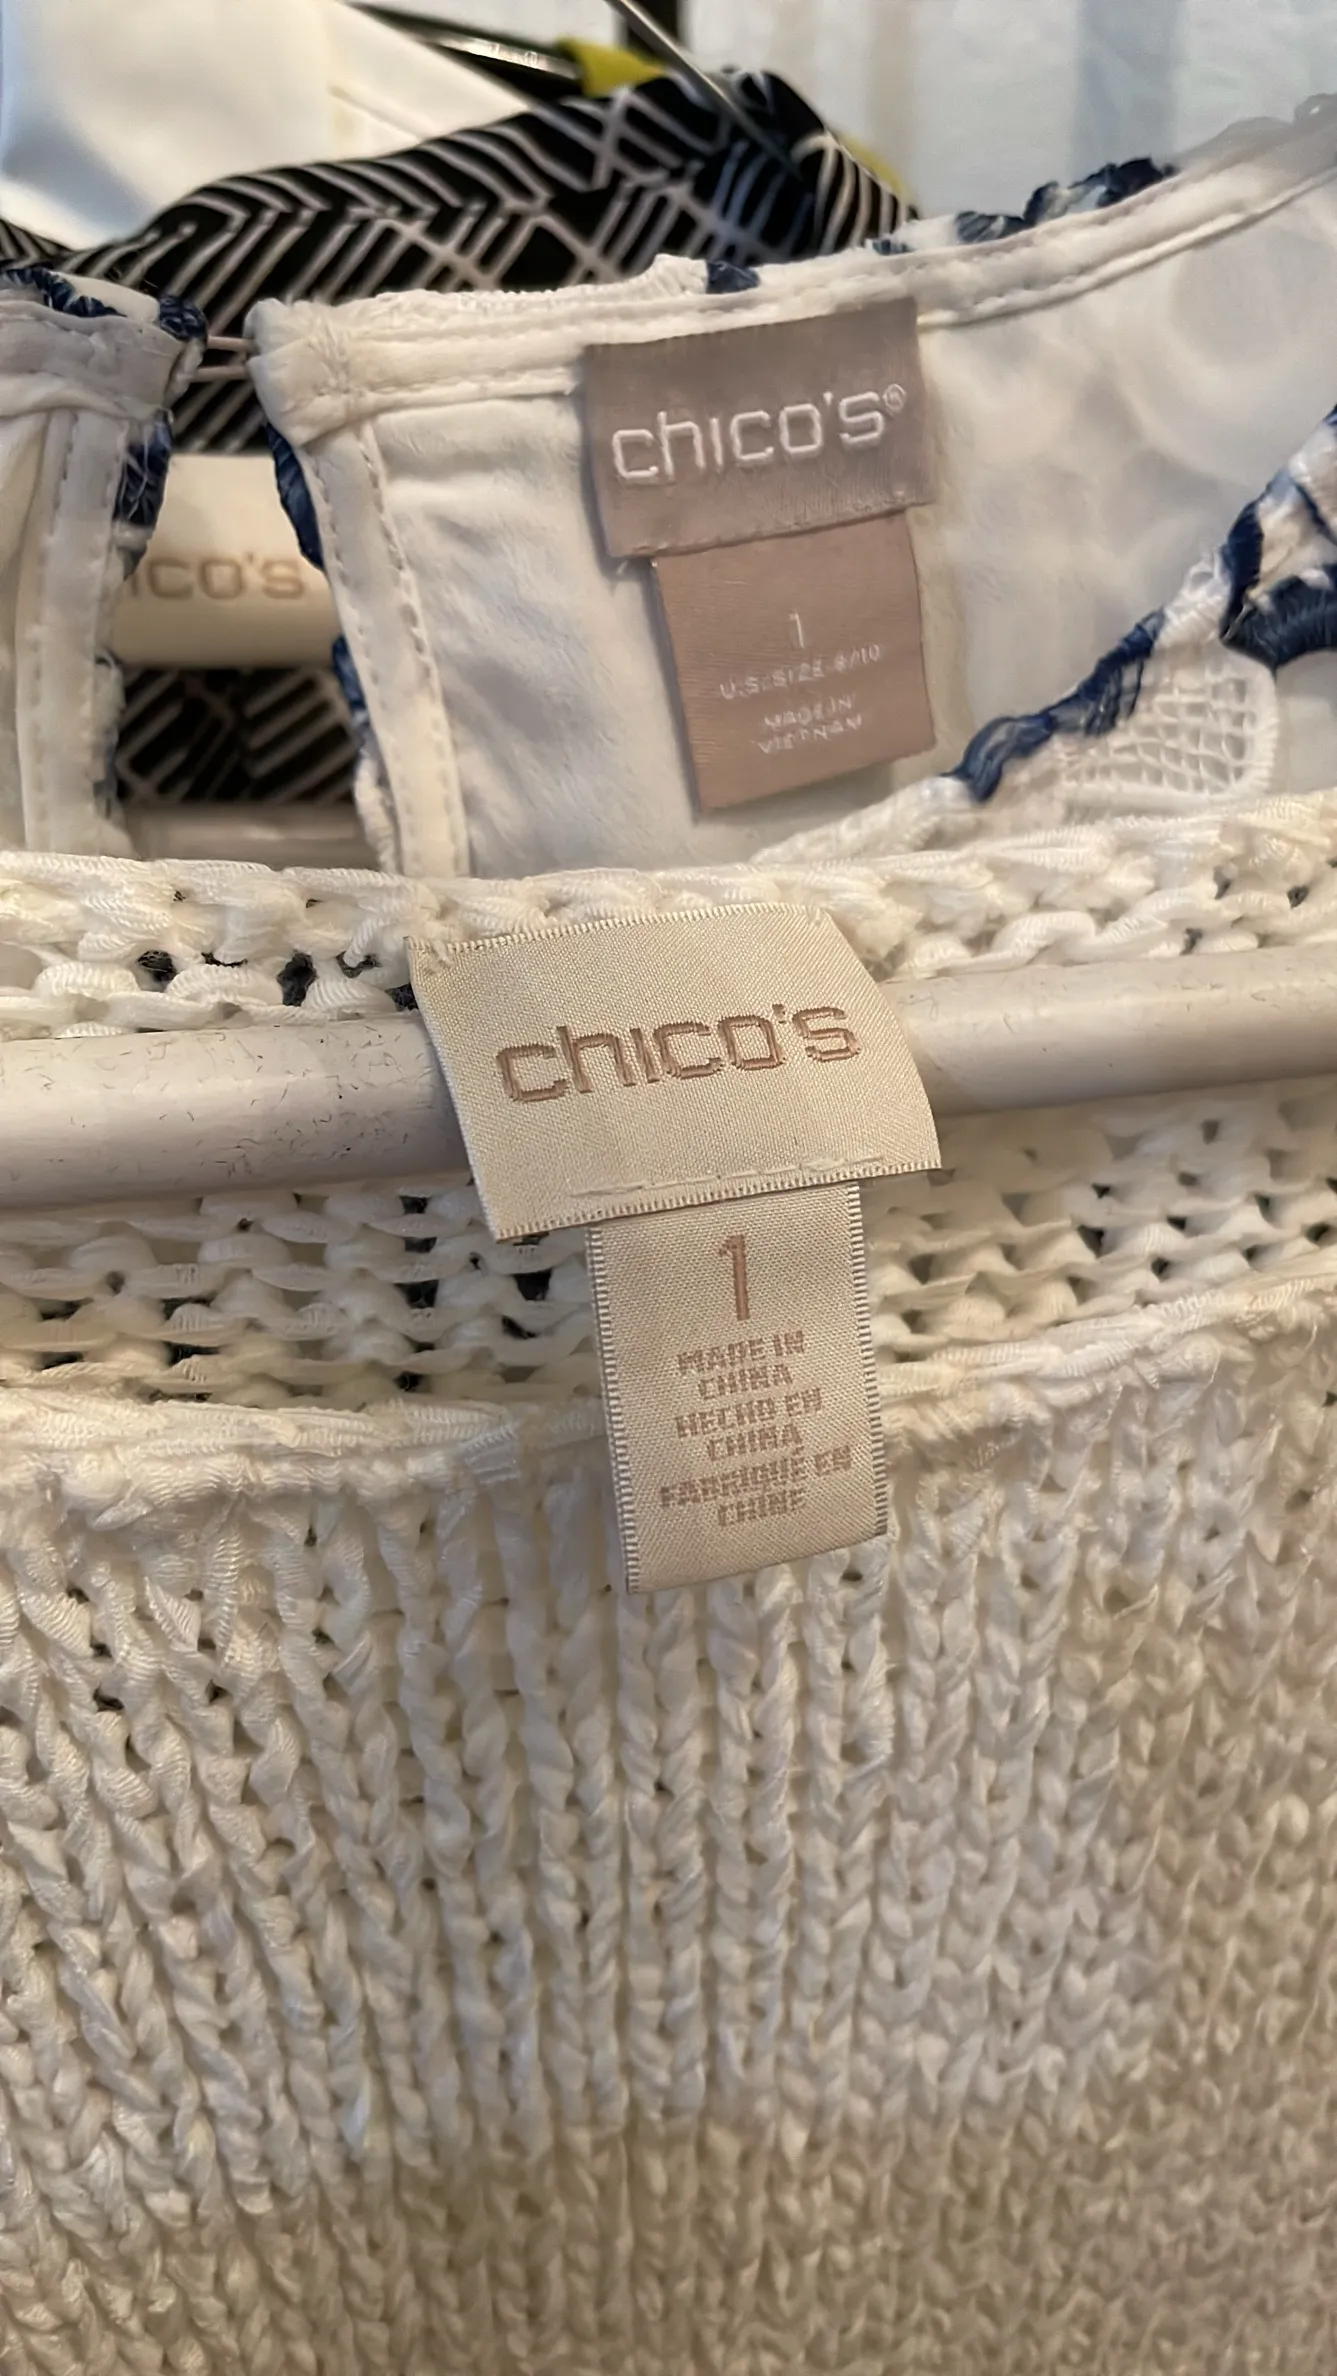 chico's®
1
U.S. SIZE 8/10
MADE IN
VIETNAM
ICO'S
chico's
1
MADE IN
CHINA
HECHO EN
CHINA
FABRIQUÉ EN
CHINE